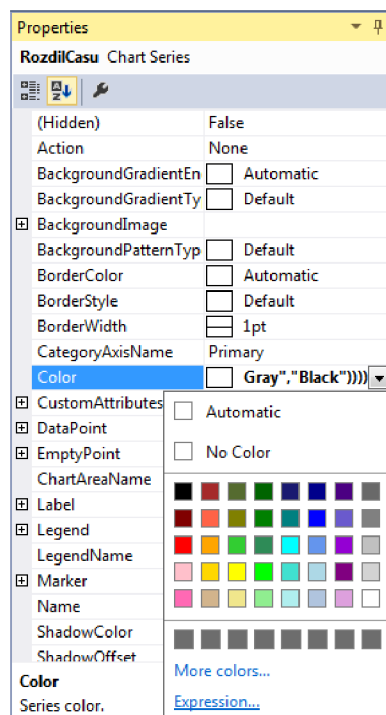 Properties
RozdilCasu Chart Series
(Hidden) False
Action None
BackgroundGradientEn Automatic
BackgroundGradientTy Default
BackgroundImage
BackgroundPatternTyp Default
BorderColor Automatic
BorderStyle Default
BorderWidth 1pt
CategoryAxisName Primary
Color Gray","Black"))))
CustomAttributes
Automatic
DataPoint
EmptyPoint
No Color
ChartAreaName
Label
Legend
LegendName
Marker
Name
ShadowColor
ShadowOffset
More colors...
Color
Expression...
Series color.